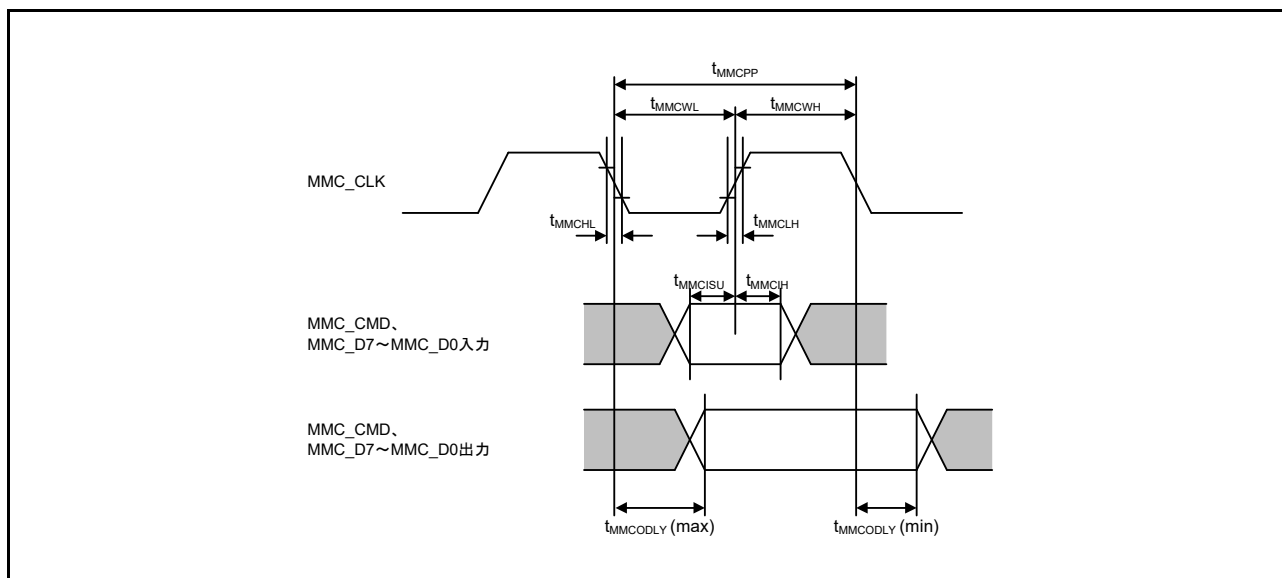 tMMCPP
tMMCWL
tMMCWH
MMC_CLK
tMMCHL
tMMCLH
tMMCISU
tMMCIH
MMC_CMD、
MMC_D7～MMC_D0入力
MMC_CMD、
MMC_D7～MMC_D0出力
tMMCODLY (max)
tMMCODLY (min)